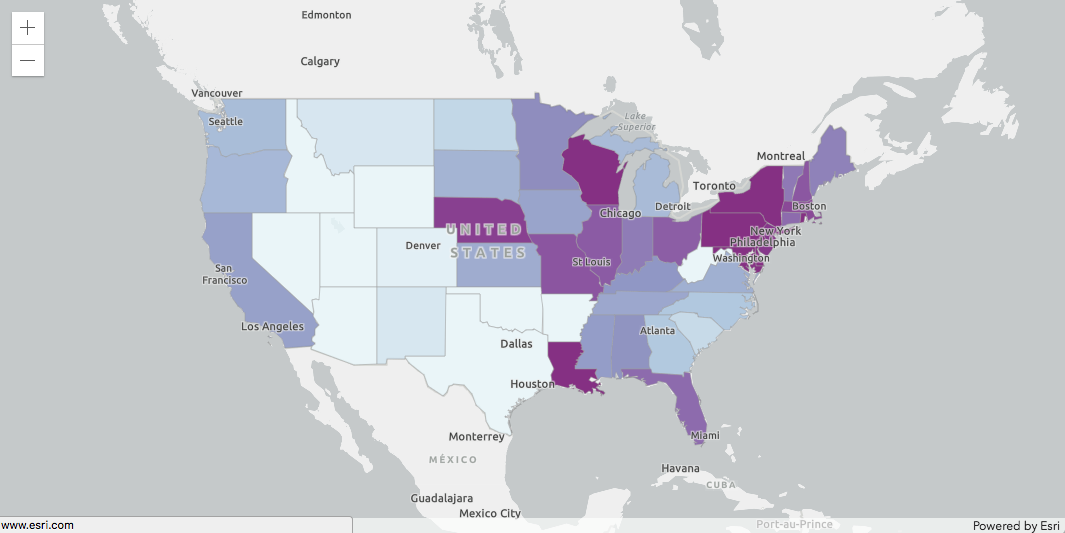 +
Edmonton
Calgary
−
Vancouver
Seattle
Lake
Superior
Montreal
Toronto
Detroit
Boston
Chicago
New York
UNITED
STATES
Denver
Philadelphia
Washington
St Louis
San
Francisco
Los Angeles
Atlanta
Dallas
Houston
Miami
Monterrey
MÉXICO
Havana
CUBA
Guadalajara
Mexico City
Port-au-Prince
www.esri.com
Powered by Esri